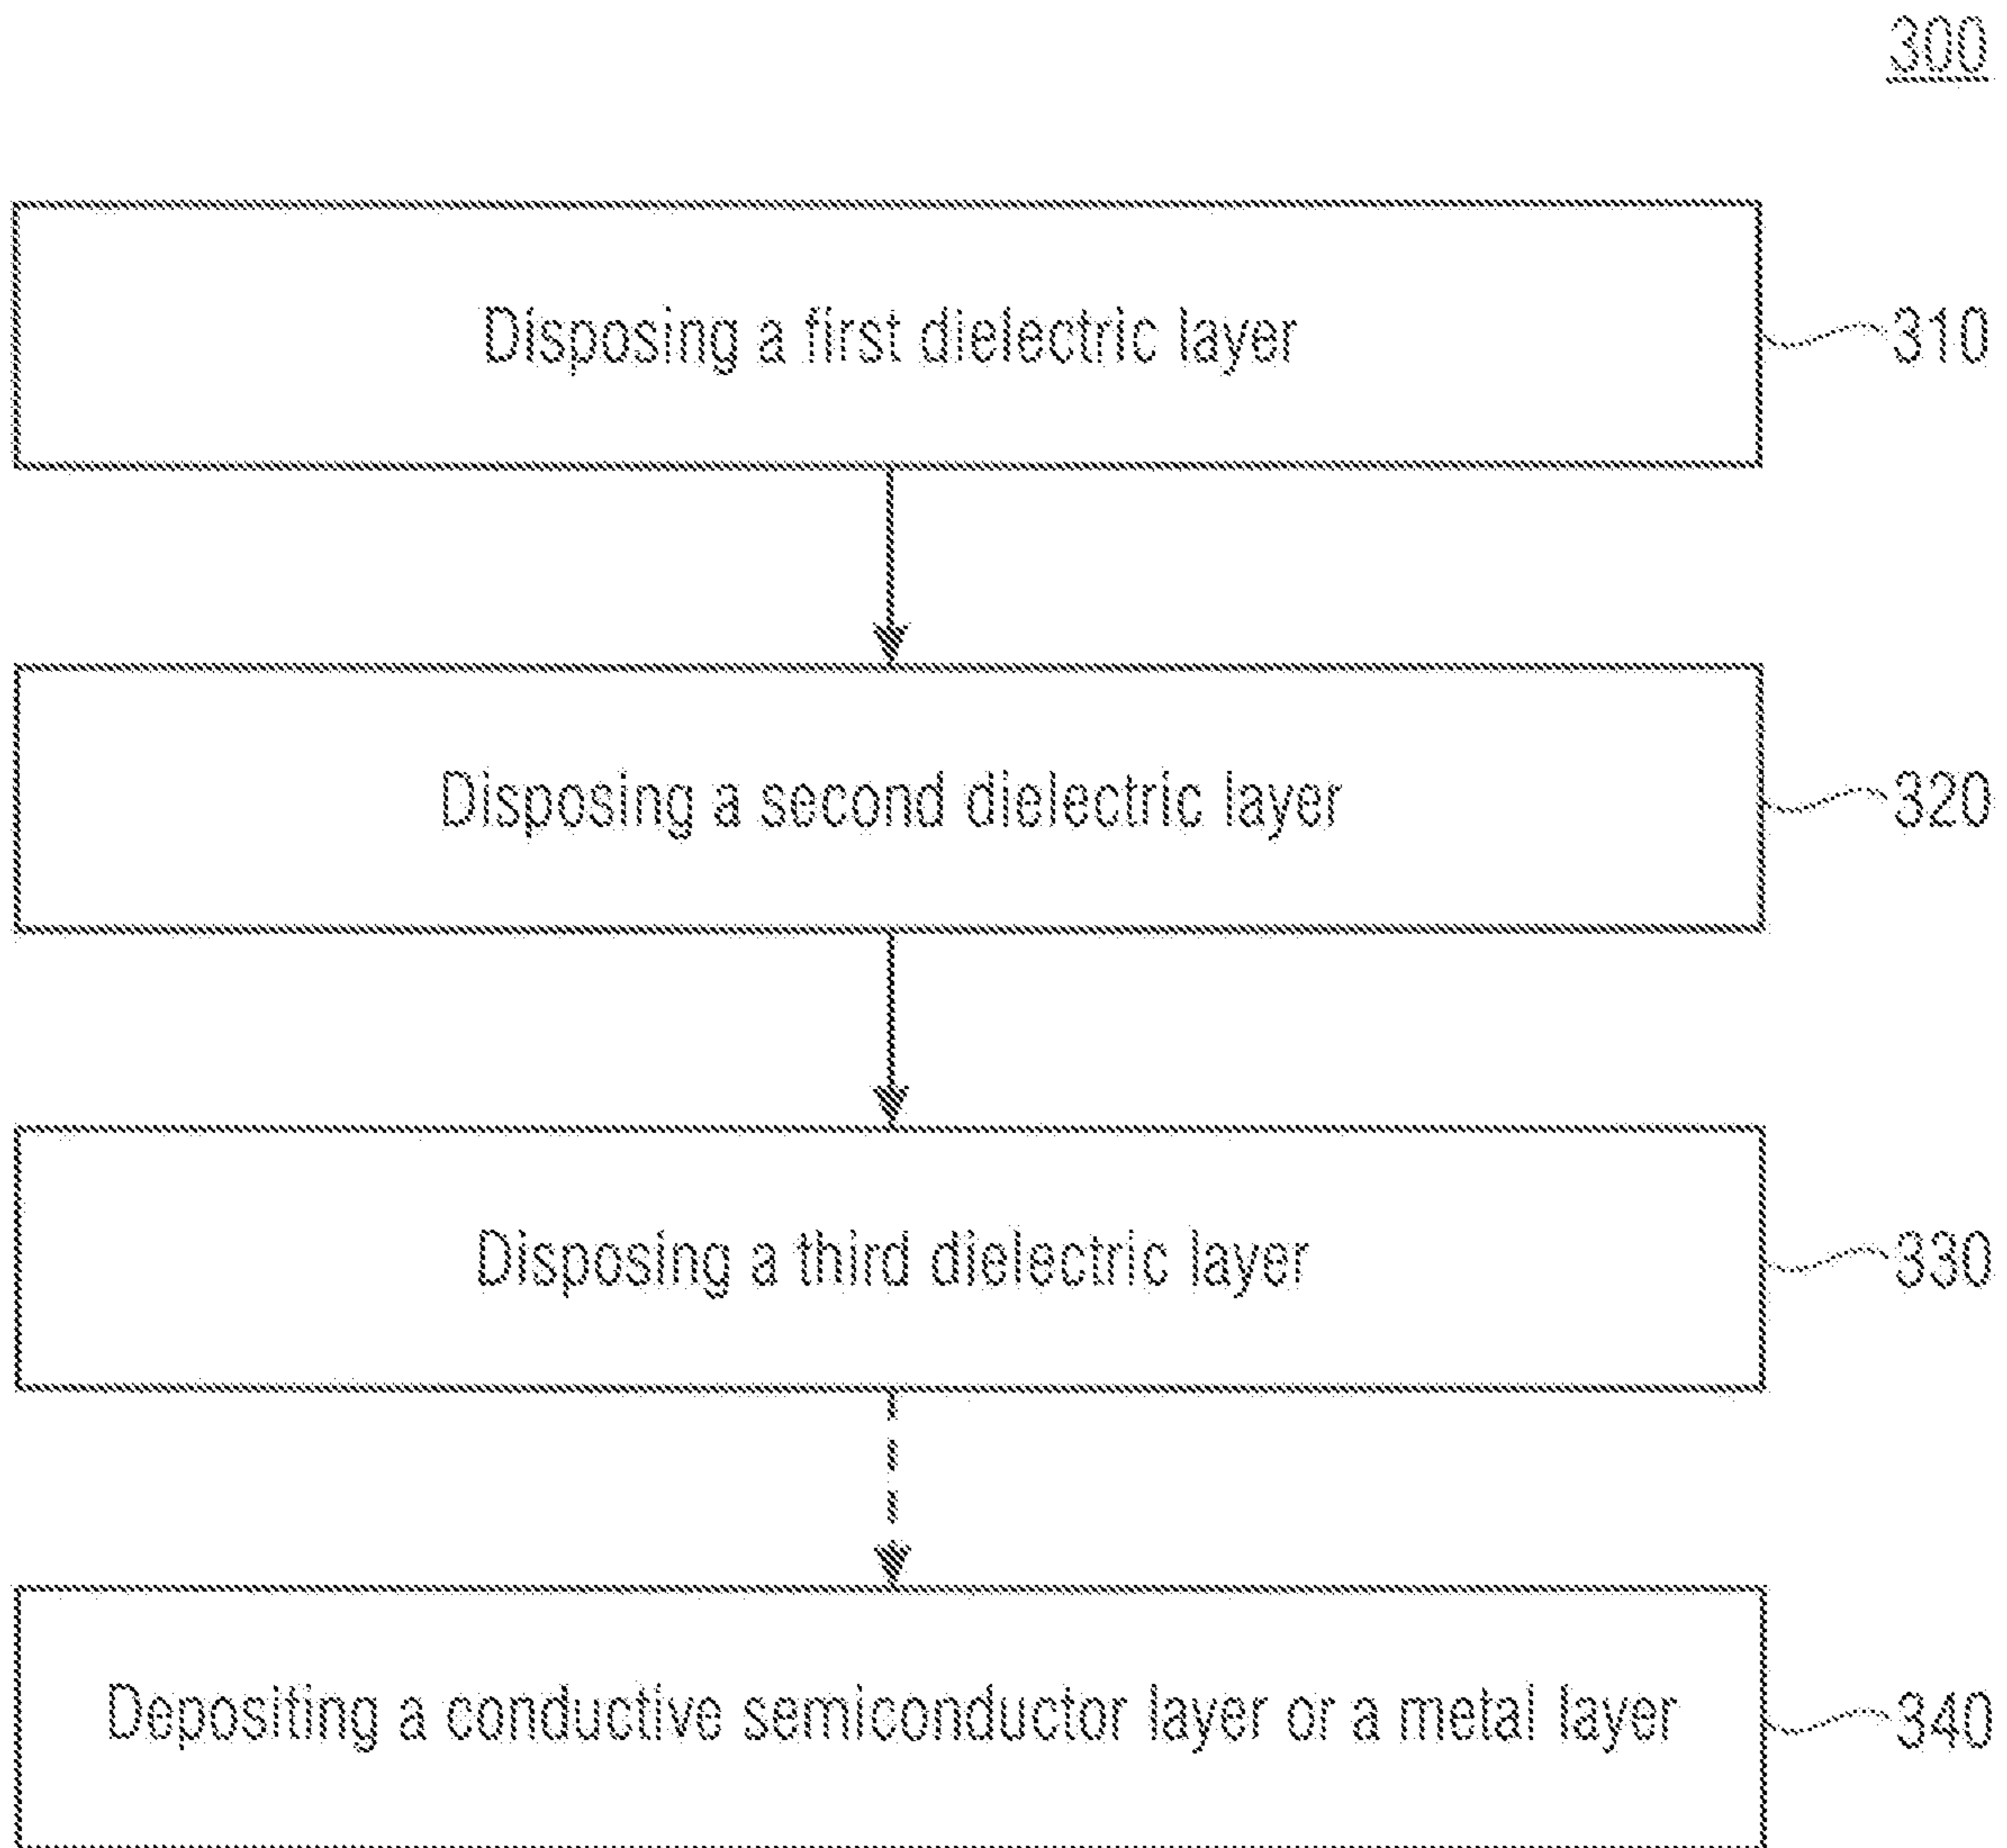 300
Disposing a first dielectric layer
310
Disposing a second dielectric layer
320
Disposing a third dielectric layer
330
Depositing a conductive semiconductor layer or a metal layer
340